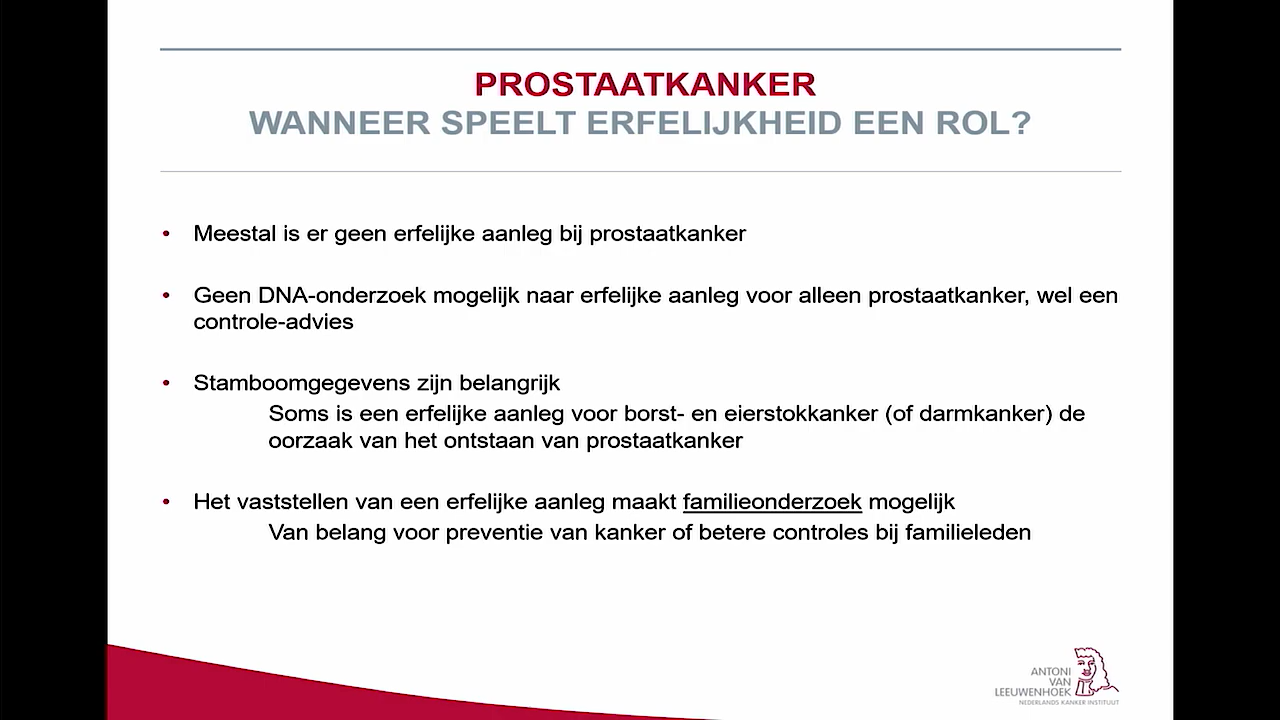 PROSTAATKANKER
WANNEER SPEELT ERFELIJKHEID EEN ROL?
• Meestal is er geen erfelijke aanleg bij prostaatkanker
• Geen DNA-onderzoek mogelijk naar erfelijke aanleg voor alleen prostaatkanker, wel een
controle-advies
• Stamboomgegevens zijn belangrijk
Soms is een erfelijke aanleg voor borst- en eierstokkanker (of darmkanker) de
oorzaak van het ontstaan van prostaatkanker
• Het vaststellen van een erfelijke aanleg maakt familieonderzoek mogelijk
Van belang voor preventie van kanker of betere controles bij familieleden
ANTONI
VAN
LEEUWENHOEK
NEDERLANDS KANKER INSTITUUT